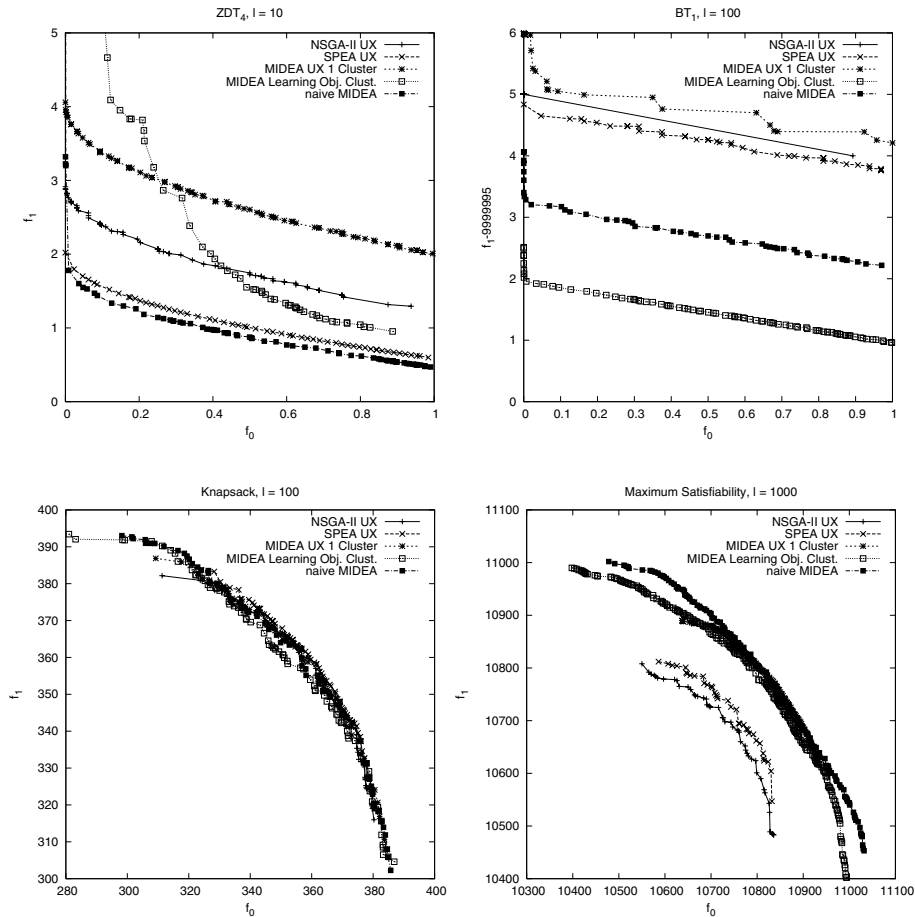 ZDT4, l = 10
NSGA-II UX
SPEA UX
MIDEA UX 1 Cluster
MIDEA Learning Obj. Clust.
naive MIDEA
f1
5
4
3
2
1
0
0 0.2 0.4 0.6 0.8 1
f0
BT1, l = 100
NSGA-II UX
SPEA UX
MIDEA UX 1 Cluster
MIDEA Learning Obj. Clust.
naive MIDEA
f1-9999995
6
5
4
3
2
1
0
0 0.1 0.2 0.3 0.4 0.5 0.6 0.7 0.8 0.9 1
f0
Knapsack, l = 100
NSGA-II UX
SPEA UX
MIDEA UX 1 Cluster
MIDEA Learning Obj. Clust.
naive MIDEA
f1
400
390
380
370
360
350
340
330
320
310
300
280 300 320 340 360 380 400
f0
Maximum Satisfiability, l = 1000
NSGA-II UX
SPEA UX
MIDEA UX 1 Cluster
MIDEA Learning Obj. Clust.
naive MIDEA
f1
11100
11000
10900
10800
10700
10600
10500
10400
10300 10400 10500 10600 10700 10800 10900 11000 11100
f0